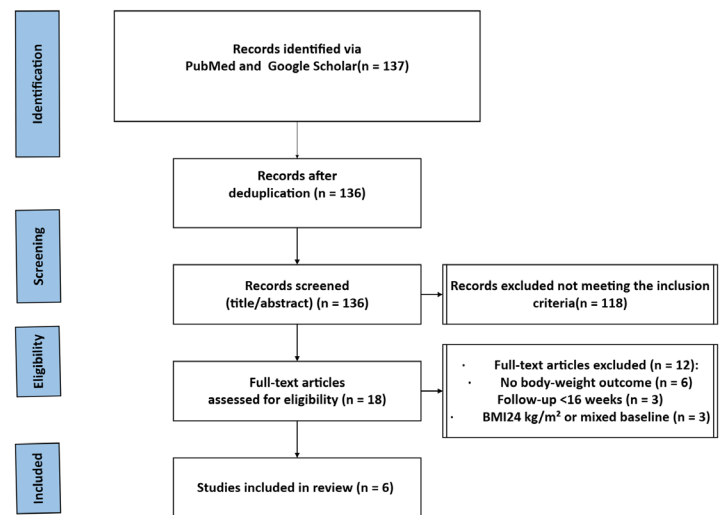 Identification
Records identified via
PubMed and Google Scholar(n = 137)
Records after
deduplication (n = 136)
Screening
Records screened
(title/abstract) (n = 136)
Records excluded not meeting the inclusion
criteria(n = 118)
Eligibility
Full-text articles
assessed for eligibility (n = 18)
· Full-text articles excluded (n = 12):
· No body-weight outcome (n = 6)
Follow-up <16 weeks (n = 3)
· BMI24 kg/m² or mixed baseline (n = 3)
Included
Studies included in review (n = 6)